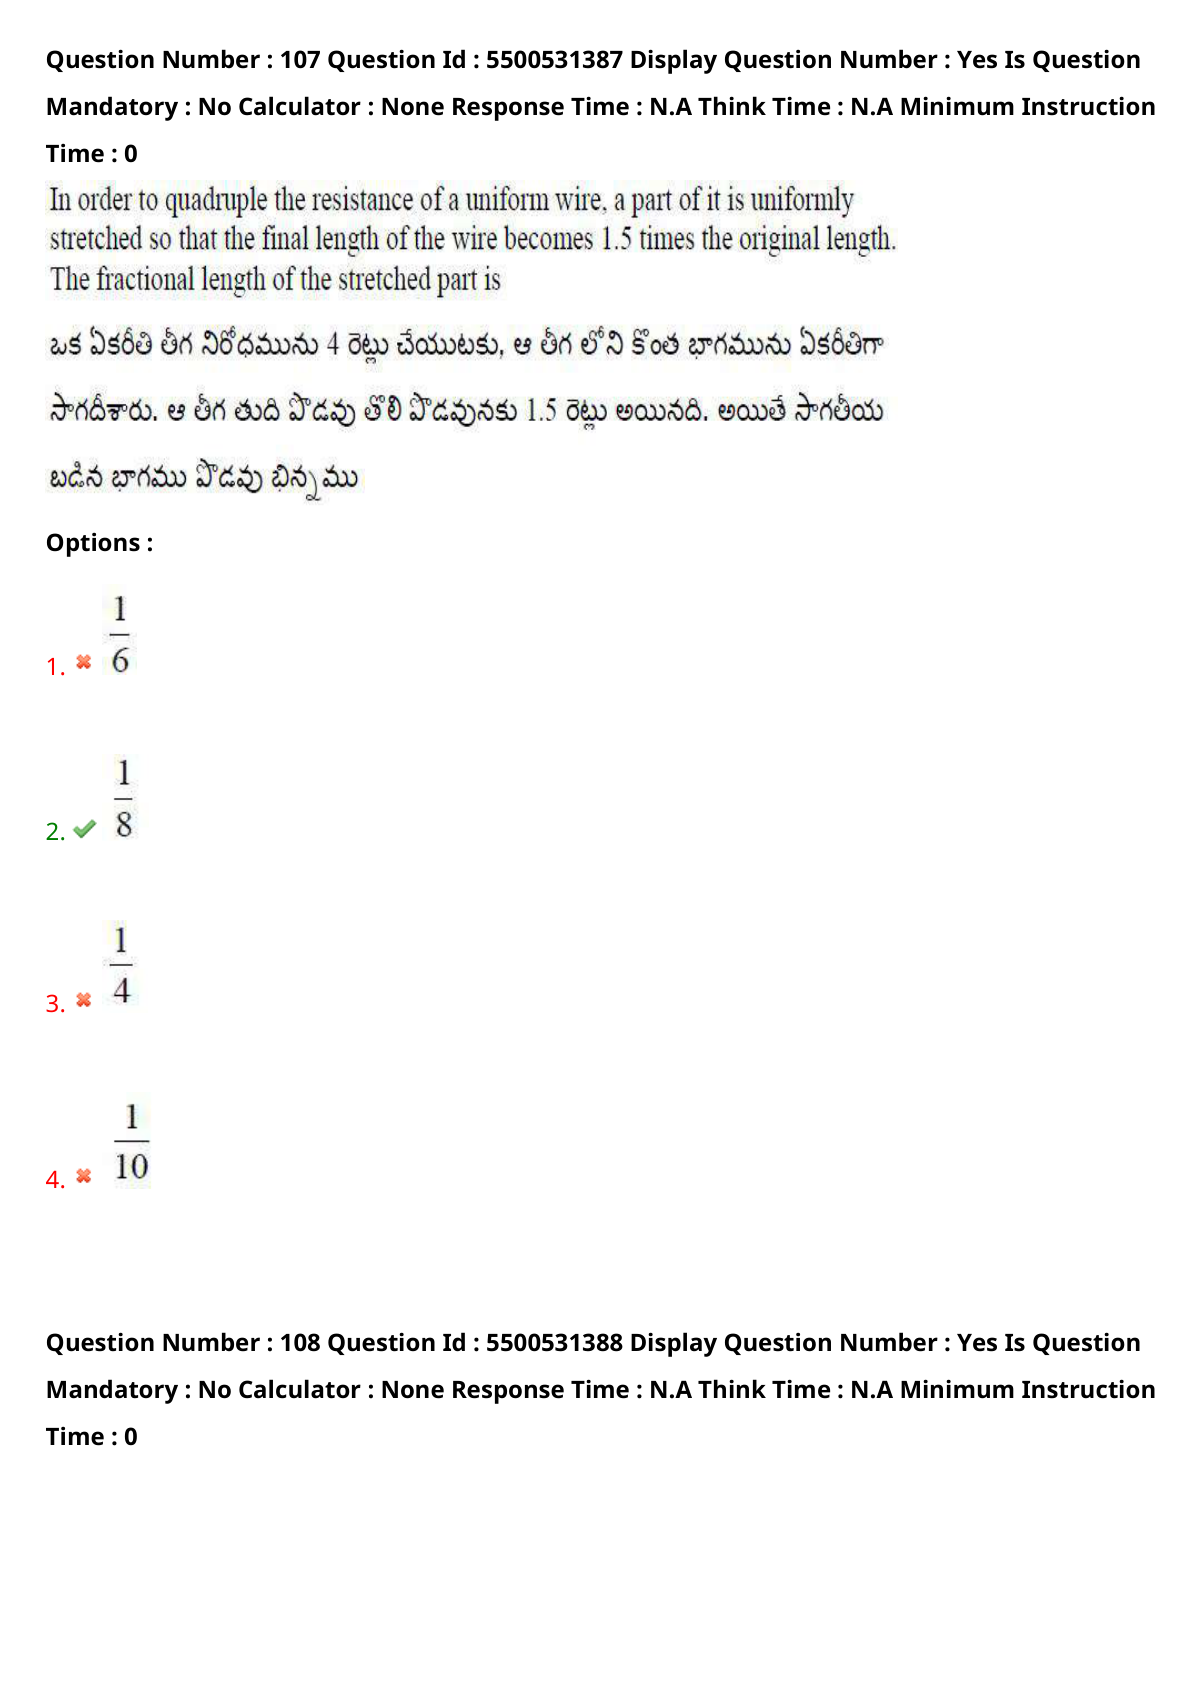 Question Number : 107 Question Id : 5500531387 Display Question Number : Yes Is Question
Mandatory : No Calculator : None Response Time : N.A Think Time : N.A Minimum Instruction
Time : 0
In order to quadruple the resistance of a uniform wire, a part of it is uniformly
stretched so that the final length of the wire becomes 1.5 times the original length.
The fractional length of the stretched part is
ఒక ఏకరీతి తీగ నిరోధమును 4 రెట్లు చేయుటకు, ఆ తీగ లోని కొంత భాగమును ఏకరీతిగా
సాగదీశారు. ఆ తీగ తుది పొడవు తొలి పొడవునకు 1.5 రెట్లు అయినది. అయితే సాగతీయ
బడిన భాగము పొడవు భిన్నము
Options :
1. 1/6
2. 1/8
3. 1/4
4. 1/10
Question Number : 108 Question Id : 5500531388 Display Question Number : Yes Is Question
Mandatory : No Calculator : None Response Time : N.A Think Time : N.A Minimum Instruction
Time : 0